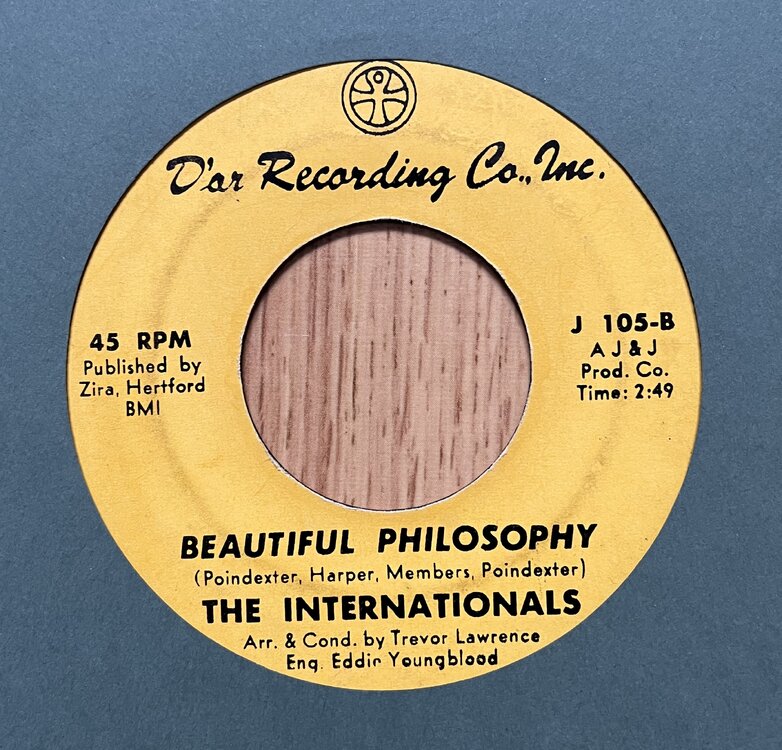 D'ar Recording Co., Inc.
45 RPM
Published by
Zira, Hertford
BMI
J 105-B
A J & J
Prod. Co.
Time: 2:49
BEAUTIFUL PHILOSOPHY
(Poindexter, Harper, Members, Poindexter)
THE INTERNATIONALS
Arr. & Cond. by Trevor Lawrence
Eng. Eddie Youngblood